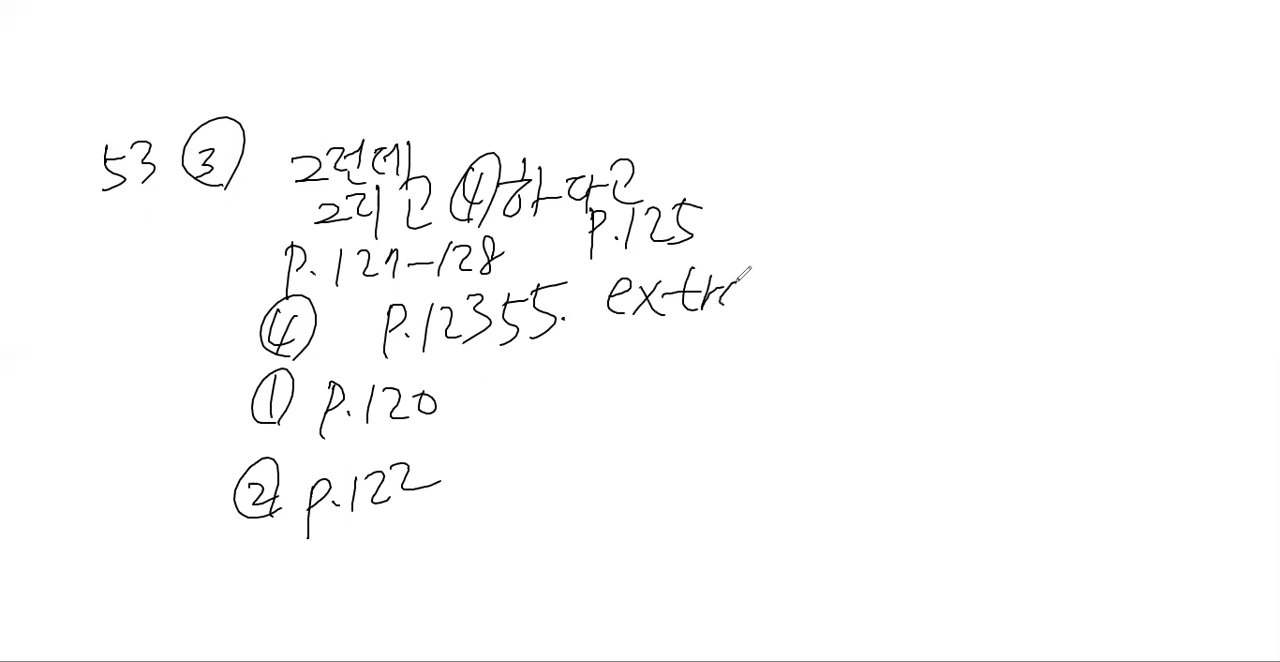 53 ③ 그런데
그리고 ④하다고
p.125
p.127-128
④ p.12355. extra
① p.120
② p.122